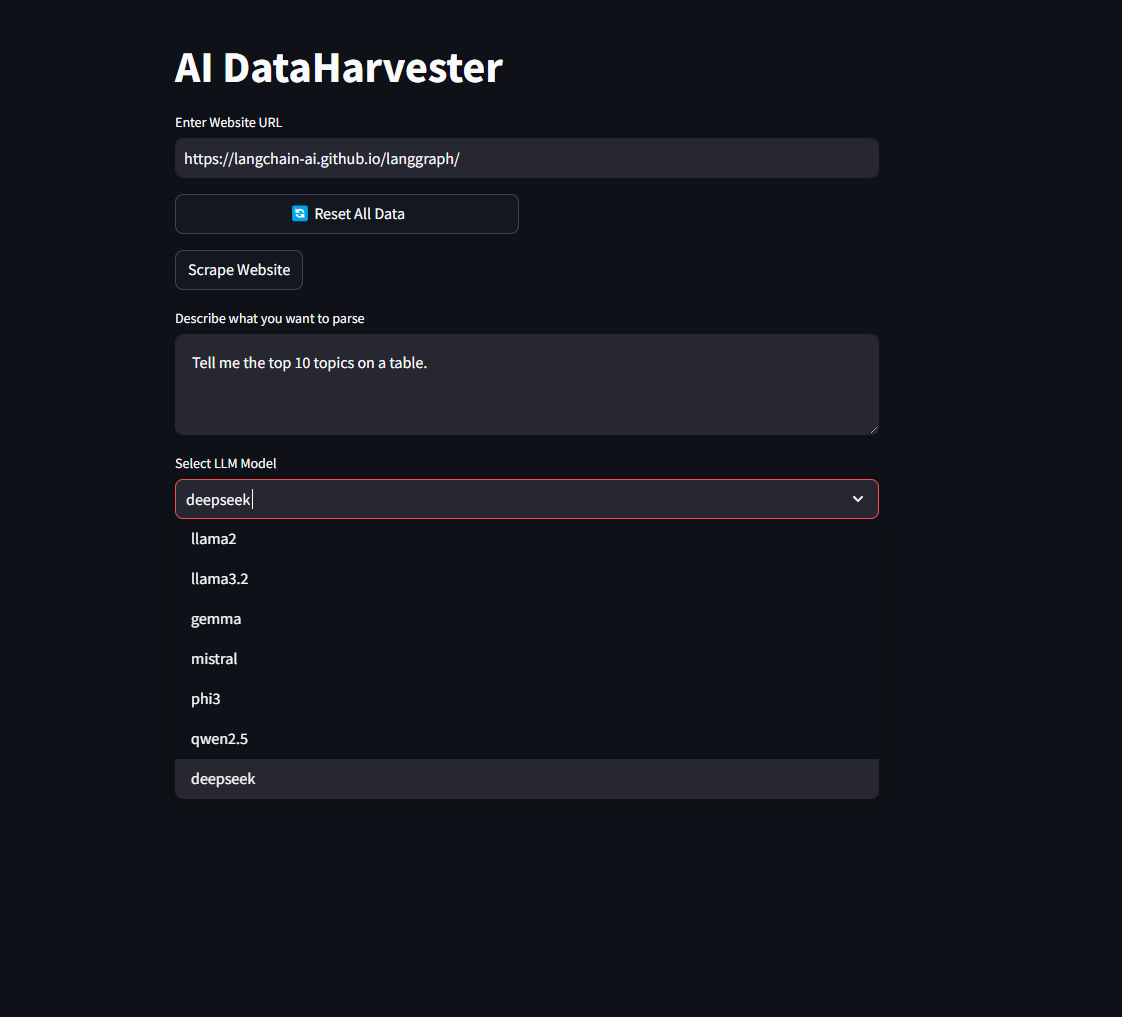 AI DataHarvester
Enter Website URL
https://langchain-ai.github.io/langgraph/
🔄 Reset All Data
Scrape Website
Describe what you want to parse
Tell me the top 10 topics on a table.
Select LLM Model
deepseek
llama2
llama3.2
gemma
mistral
phi3
qwen2.5
deepseek